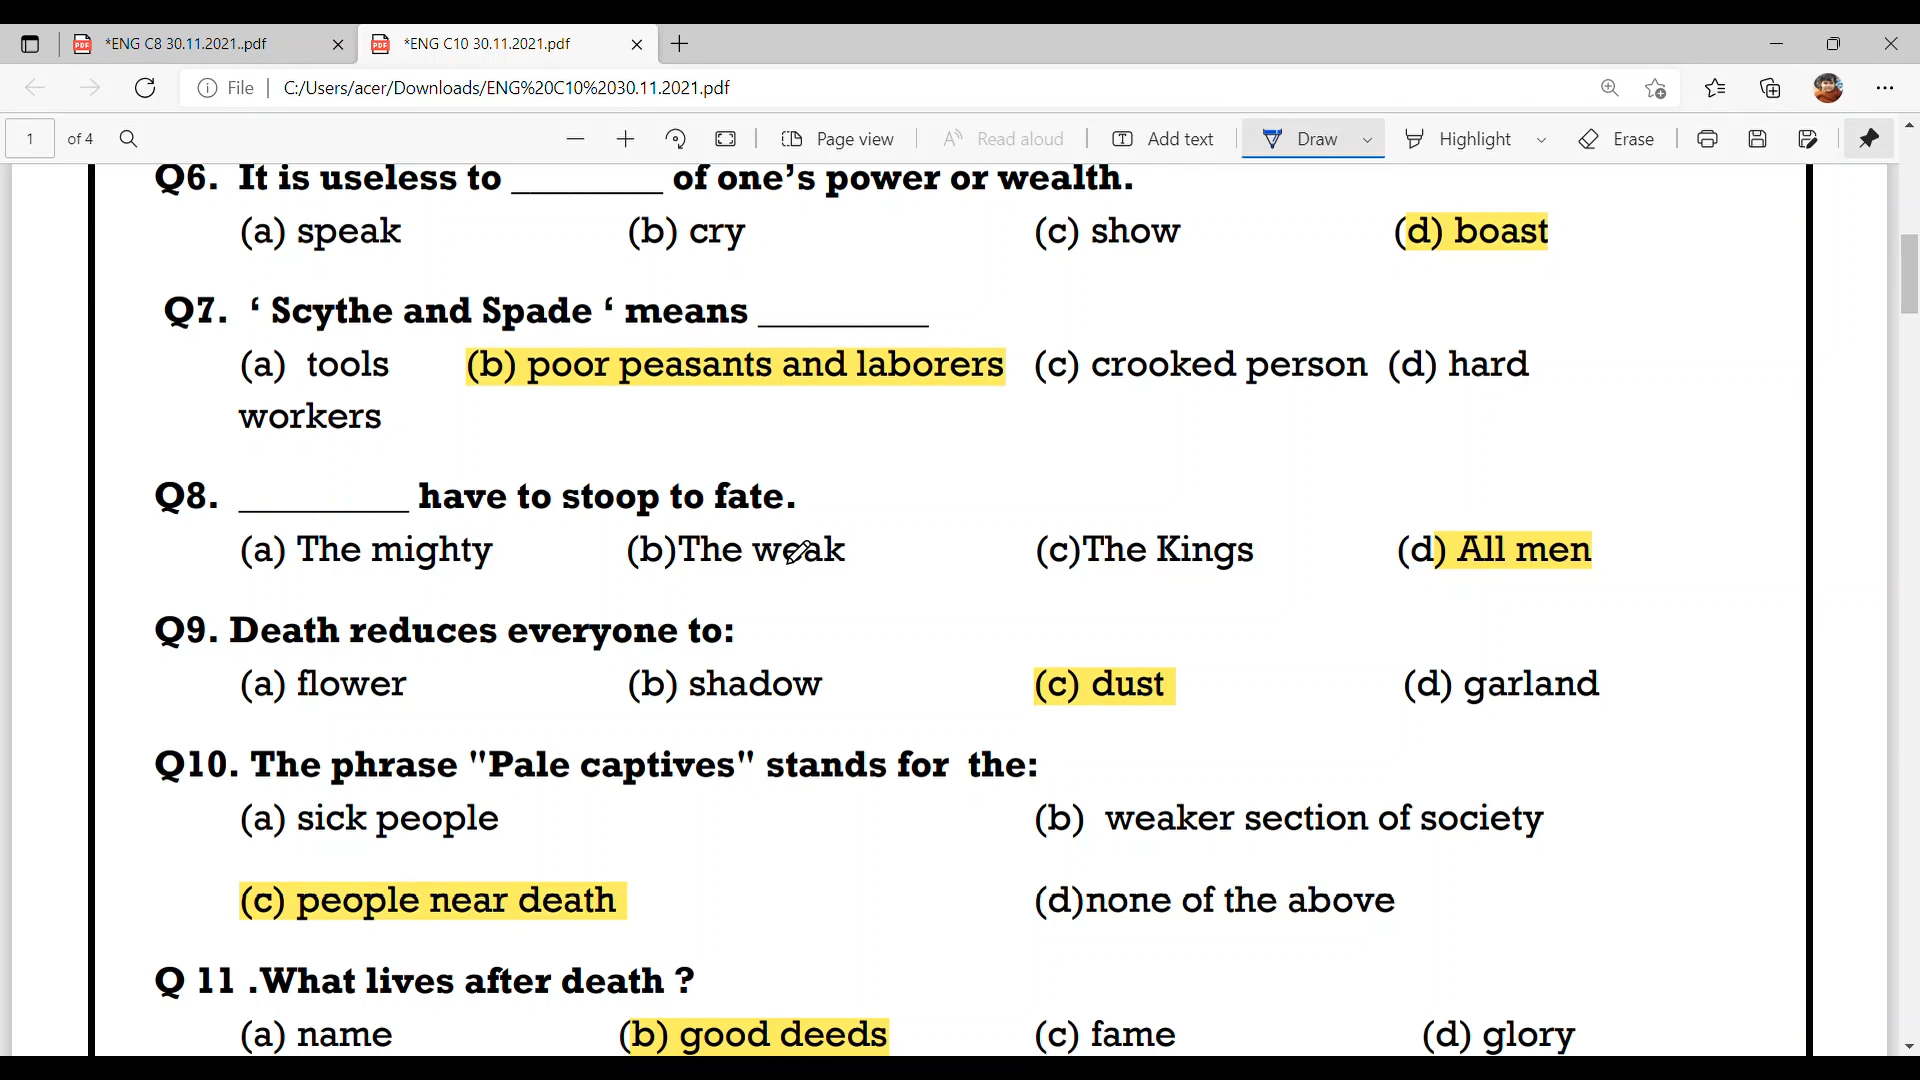 *ENG C8 30.11.2021..pdf
*ENG C10 30.11.2021.pdf
File | C:/Users/acer/Downloads/ENG%20C10%2030.11.2021.pdf
1 of 4 Page view Read aloud Add text Draw Highlight Erase
Q6. It is useless to ________ of one’s power or wealth.
(a) speak (b) cry (c) show (d) boast
Q7. ‘ Scythe and Spade ‘ means _________
(a) tools (b) poor peasants and laborers (c) crooked person (d) hard
workers
Q8. _________ have to stoop to fate.
(a) The mighty (b)The weak (c)The Kings (d) All men
Q9. Death reduces everyone to:
(a) flower (b) shadow (c) dust (d) garland
Q10. The phrase "Pale captives" stands for the:
(a) sick people (b) weaker section of society
(c) people near death (d)none of the above
Q 11 .What lives after death ?
(a) name (b) good deeds (c) fame (d) glory